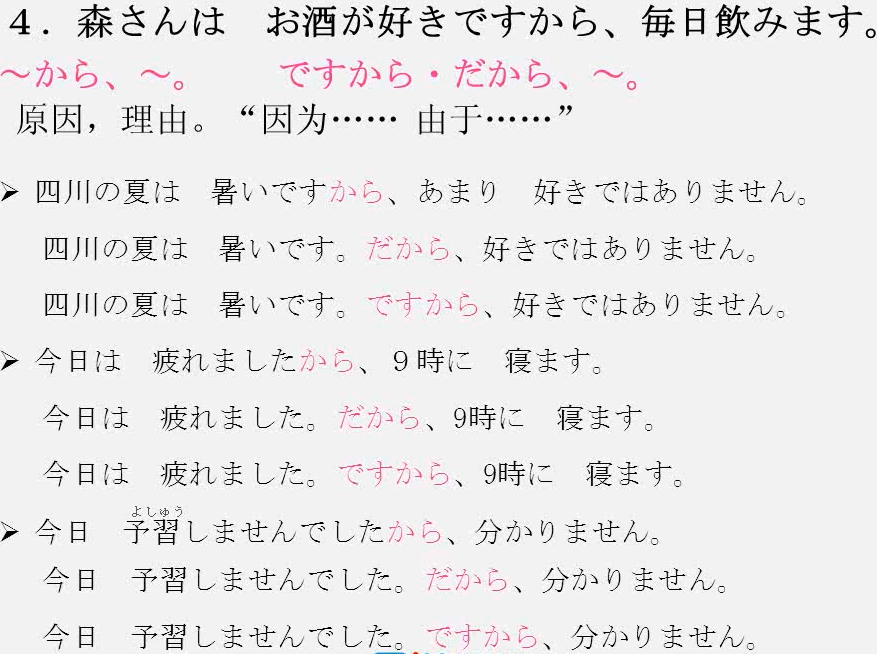 ４．森さんは　お酒が好きですから、毎日飲みます。
～から、～。　　ですから・だから、～。
原因，理由。“因为…… 由于……”
➢ 四川の夏は　暑いですから、あまり　好きではありません。
四川の夏は　暑いです。だから、好きではありません。
四川の夏は　暑いです。ですから、好きではありません。
➢ 今日は　疲れましたから、９時に　寝ます。
今日は　疲れました。だから、9時に　寝ます。
今日は　疲れました。ですから、9時に　寝ます。
よしゅう
➢ 今日　予習しませんでしたから、分かりません。
今日　予習しませんでした。だから、分かりません。
今日　予習しませんでした。ですから、分かりません。